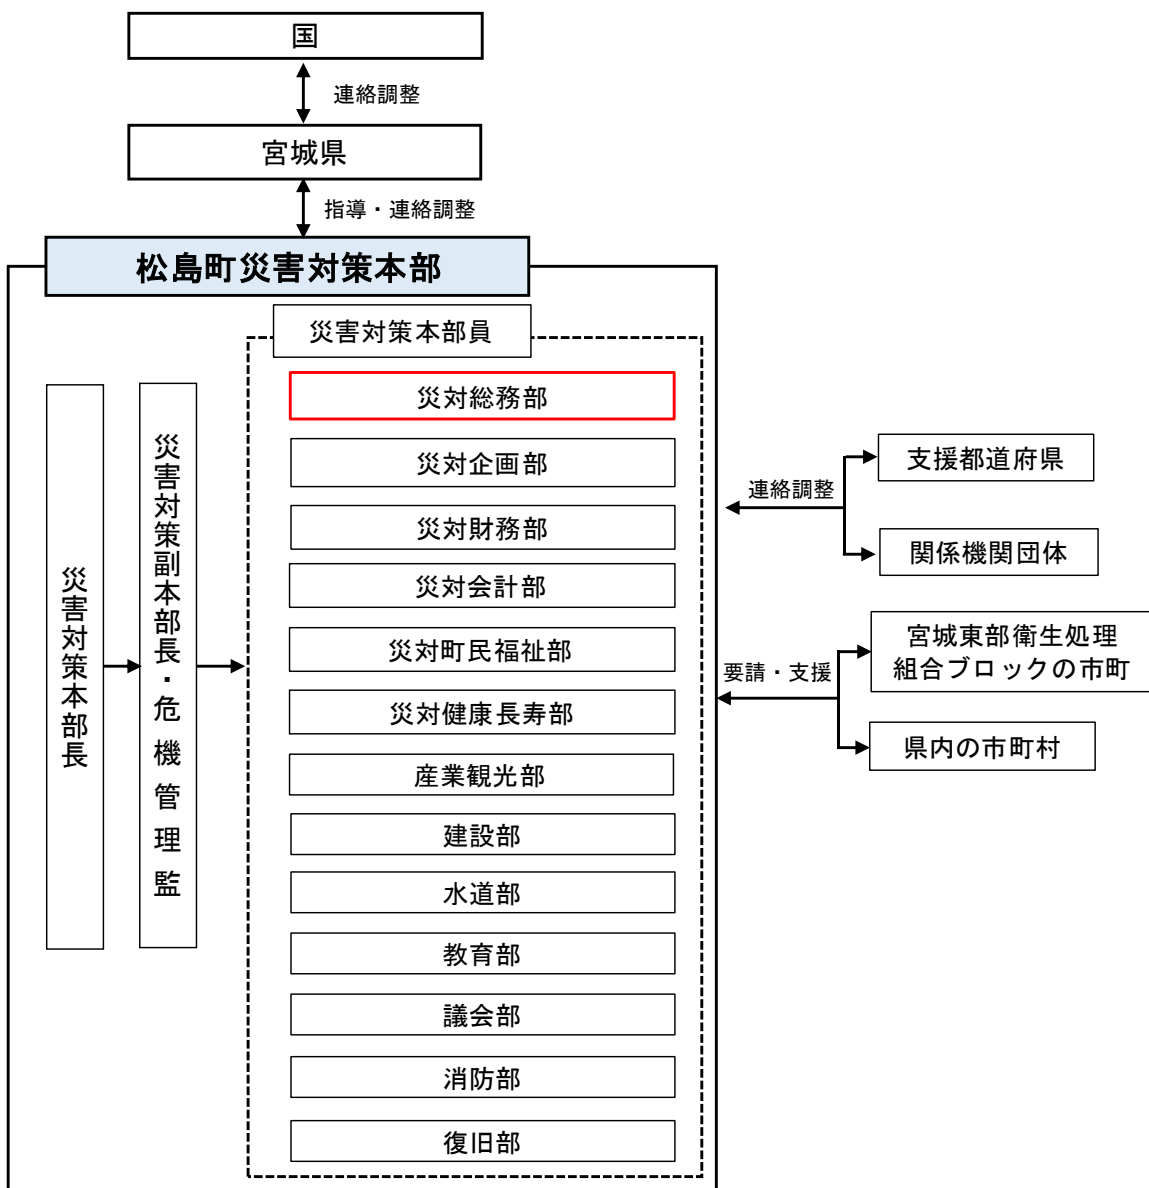 国
連絡調整
宮城県
指導・連絡調整
松島町災害対策本部
災害対策本部員
災害対策本部長
災害対策副本部長・危機管理監
災対総務部
災対企画部
災対財務部
災対会計部
災対町民福祉部
災対健康長寿部
産業観光部
建設部
水道部
教育部
議会部
消防部
復旧部
連絡調整
支援都道府県
関係機関団体
要請・支援
宮城東部衛生処理
組合ブロックの市町
県内の市町村